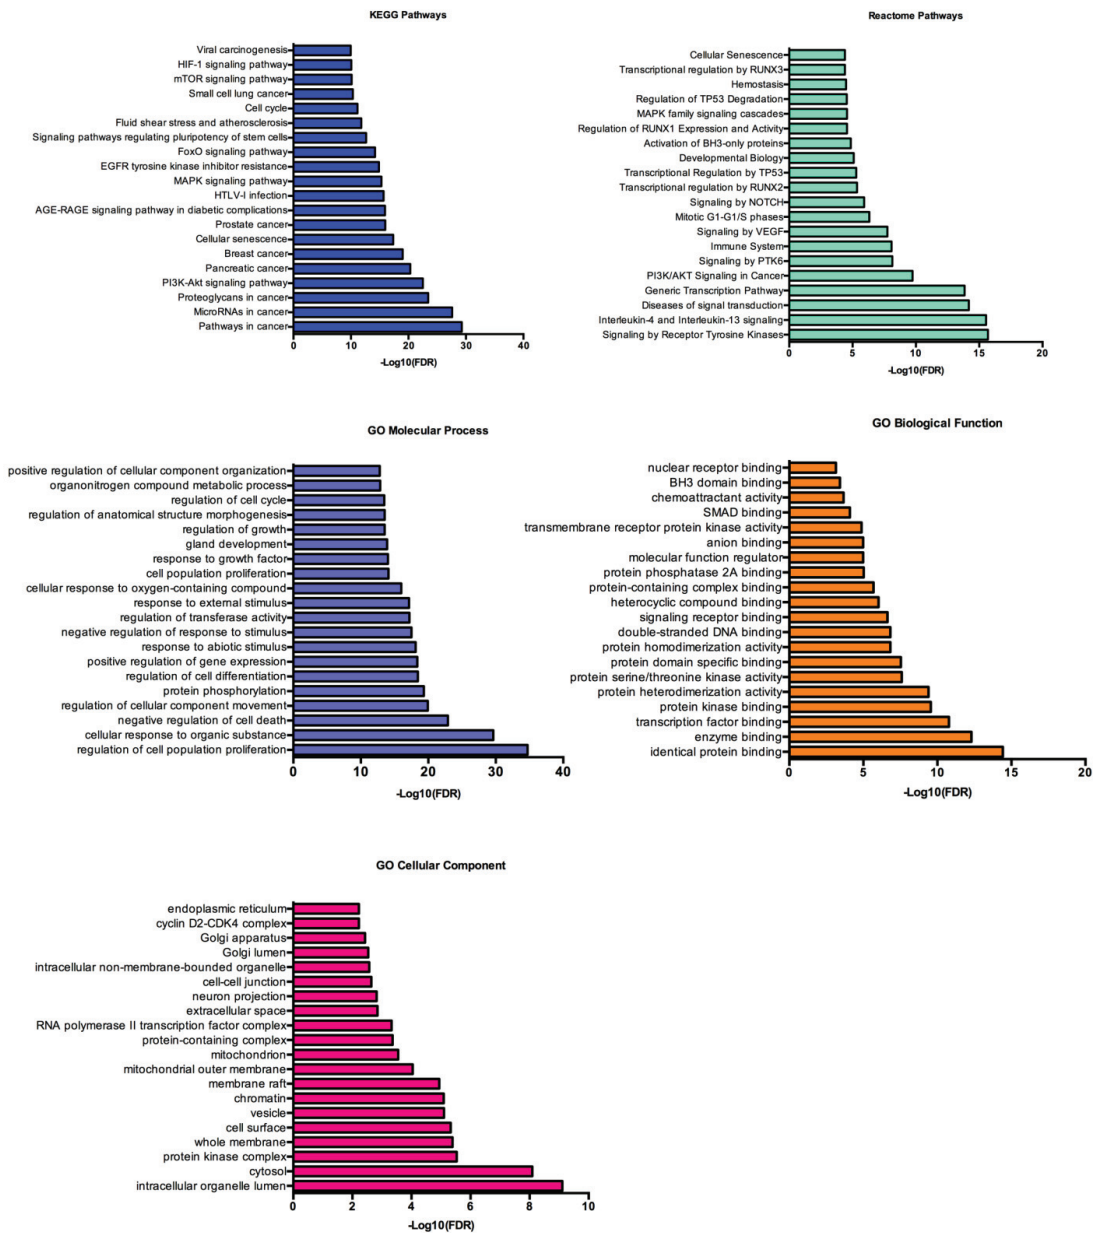 KEGG Pathways
Viral carcinogenesis
HIF-1 signaling pathway
mTOR signaling pathway
Small cell lung cancer
Cell cycle
Fluid shear stress and atherosclerosis
Signaling pathways regulating pluripotency of stem cells
FoxO signaling pathway
EGFR tyrosine kinase inhibitor resistance
MAPK signaling pathway
HTLV-I infection
AGE-RAGE signaling pathway in diabetic complications
Prostate cancer
Cellular senescence
Breast cancer
Pancreatic cancer
PI3K-Akt signaling pathway
Proteoglycans in cancer
MicroRNAs in cancer
Pathways in cancer
0 10 20 30 40
-Log10(FDR)
Reactome Pathways
Cellular Senescence
Transcriptional regulation by RUNX3
Hemostasis
Regulation of TP53 Degradation
MAPK family signaling cascades
Regulation of RUNX1 Expression and Activity
Activation of BH3-only proteins
Developmental Biology
Transcriptional Regulation by TP53
Transcriptional regulation by RUNX2
Signaling by NOTCH
Mitotic G1-G1/S phases
Signaling by VEGF
Immune System
Signaling by PTK6
PI3K/AKT Signaling in Cancer
Generic Transcription Pathway
Diseases of signal transduction
Interleukin-4 and Interleukin-13 signaling
Signaling by Receptor Tyrosine Kinases
0 5 10 15 20
-Log10(FDR)
GO Molecular Process
positive regulation of cellular component organization
organonitrogen compound metabolic process
regulation of cell cycle
regulation of anatomical structure morphogenesis
regulation of growth
gland development
response to growth factor
cell population proliferation
cellular response to oxygen-containing compound
response to external stimulus
regulation of transferase activity
negative regulation of response to stimulus
response to abiotic stimulus
positive regulation of gene expression
regulation of cell differentiation
protein phosphorylation
regulation of cellular component movement
negative regulation of cell death
cellular response to organic substance
regulation of cell population proliferation
0 10 20 30 40
-Log10(FDR)
GO Biological Function
nuclear receptor binding
BH3 domain binding
chemoattractant activity
SMAD binding
transmembrane receptor protein kinase activity
anion binding
molecular function regulator
protein phosphatase 2A binding
protein-containing complex binding
heterocyclic compound binding
signaling receptor binding
double-stranded DNA binding
protein homodimerization activity
protein domain specific binding
protein serine/threonine kinase activity
protein heterodimerization activity
protein kinase binding
transcription factor binding
enzyme binding
identical protein binding
0 5 10 15 20
-Log10(FDR)
GO Cellular Component
endoplasmic reticulum
cyclin D2-CDK4 complex
Golgi apparatus
Golgi lumen
intracellular non-membrane-bounded organelle
cell-cell junction
neuron projection
extracellular space
RNA polymerase II transcription factor complex
protein-containing complex
mitochondrion
mitochondrial outer membrane
membrane raft
chromatin
vesicle
cell surface
whole membrane
protein kinase complex
cytosol
intracellular organelle lumen
0 2 4 6 8 10
-Log10(FDR)